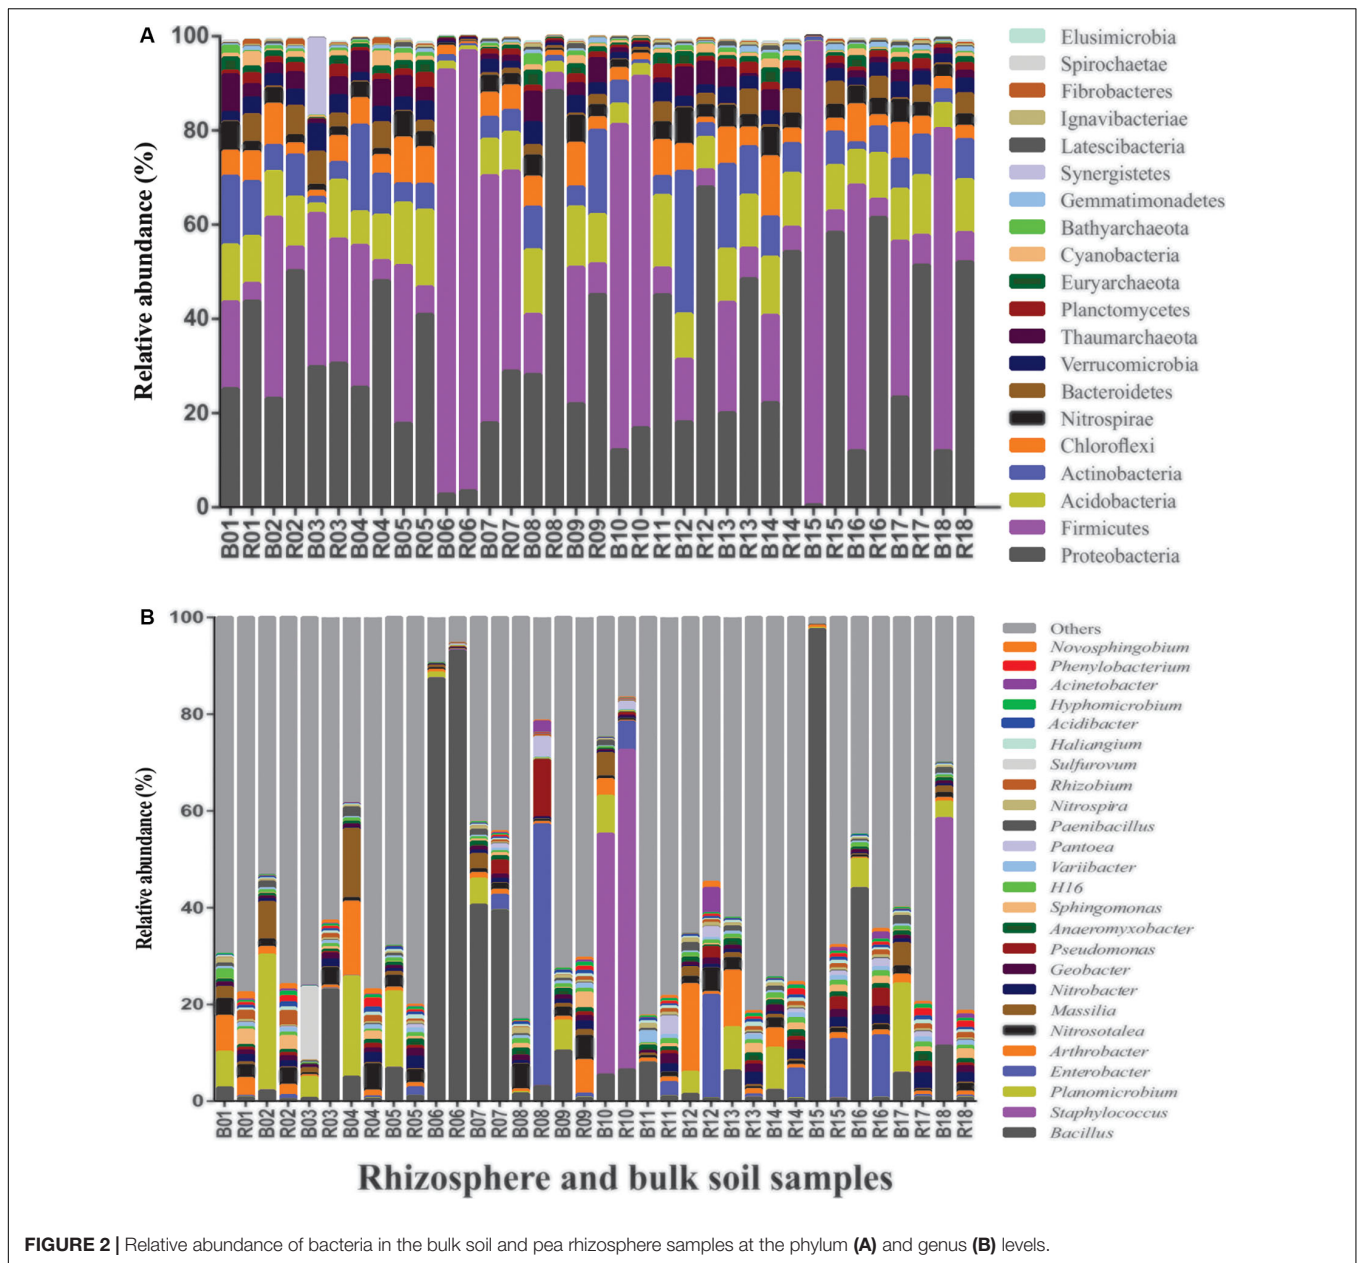 A
Relative abundance (%)
100
80
60
40
20
0
B01 R01 B02 R02 B03 R03 B04 R04 B05 R05 B06 R06 B07 R07 B08 R08 B09 R09 B10 R10 R11 B12 R12 B13 R13 B14 R14 B15 R15 B16 R16 B17 R17 B18 R18
Elusimicrobia
Spirochaetae
Fibrobacteres
Ignavibacteriae
Latescibacteria
Synergistetes
Gemmatimonadetes
Bathyarchaeota
Cyanobacteria
Euryarchaeota
Planctomycetes
Thaumarchaeota
Verrucomicrobia
Bacteroidetes
Nitrospirae
Chloroflexi
Actinobacteria
Acidobacteria
Firmicutes
Proteobacteria
B
Relative abundance (%)
100
80
60
40
20
0
B01 R01 B02 R02 B03 R03 B04 R04 B05 R05 B06 R06 B07 R07 B08 R08 B09 R09 B10 R10 B11 R11 B12 R12 B13 R13 B14 R14 B15 R15 B16 R16 B17 R17 B18 R18
Others
Novosphingobium
Phenylobacterium
Acinetobacter
Hyphomicrobium
Acidibacter
Haliangium
Sulfurovum
Rhizobium
Nitrospira
Paenibacillus
Pantoea
Variibacter
H16
Sphingomonas
Anaeromyxobacter
Pseudomonas
Geobacter
Nitrobacter
Massilia
Nitrosotalea
Arthrobacter
Enterobacter
Planomicrobium
Staphylococcus
Bacillus
Rhizosphere and bulk soil samples
FIGURE 2 | Relative abundance of bacteria in the bulk soil and pea rhizosphere samples at the phylum (A) and genus (B) levels.